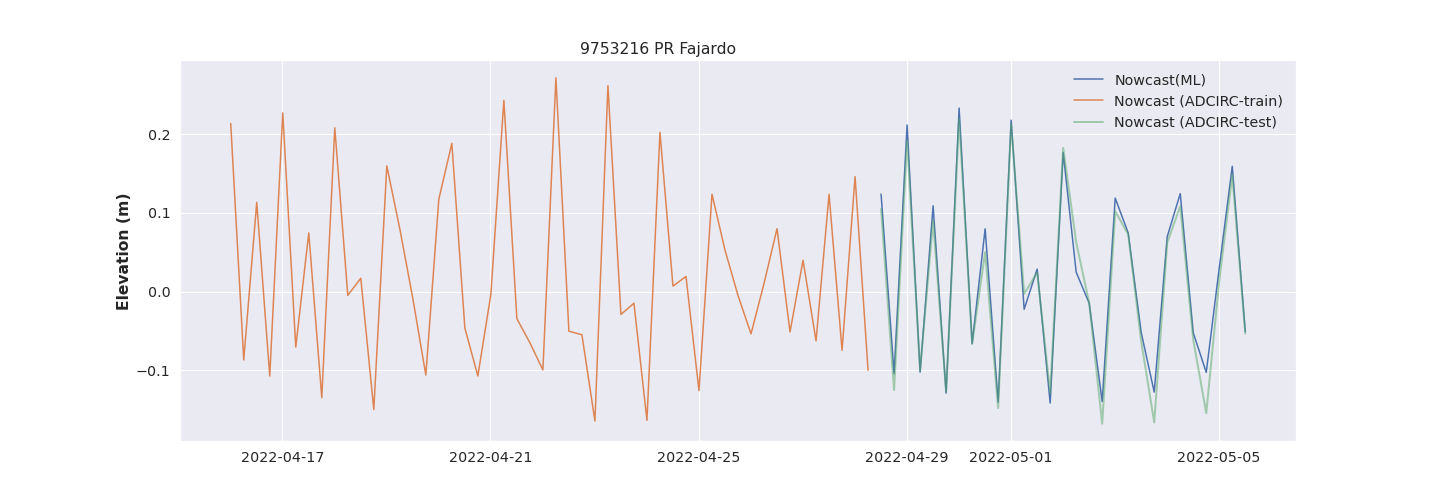 9753216 PR Fajardo
Nowcast(ML)
Nowcast (ADCIRC-train)
Nowcast (ADCIRC-test)
Elevation (m)
0.2
0.1
0.0
−0.1
2022-04-17 2022-04-21 2022-04-25 2022-04-29 2022-05-01 2022-05-05